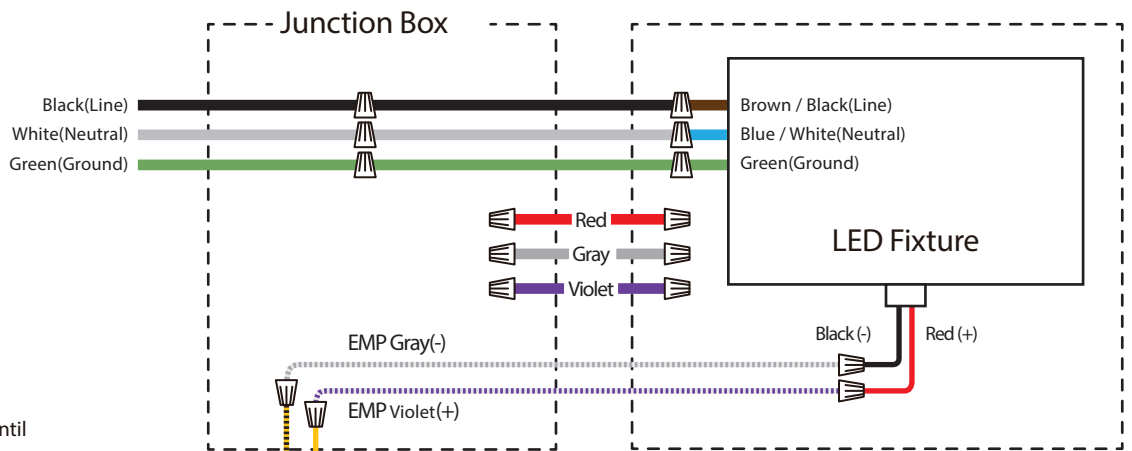 Junction Box
Black(Line)
Brown / Black(Line)
White(Neutral)
Blue / White(Neutral)
Green(Ground)
Green(Ground)
Red
Gray
LED Fixture
Violet
Black (-)
Red (+)
EMP Gray(-)
EMP Violet(+)
ntil